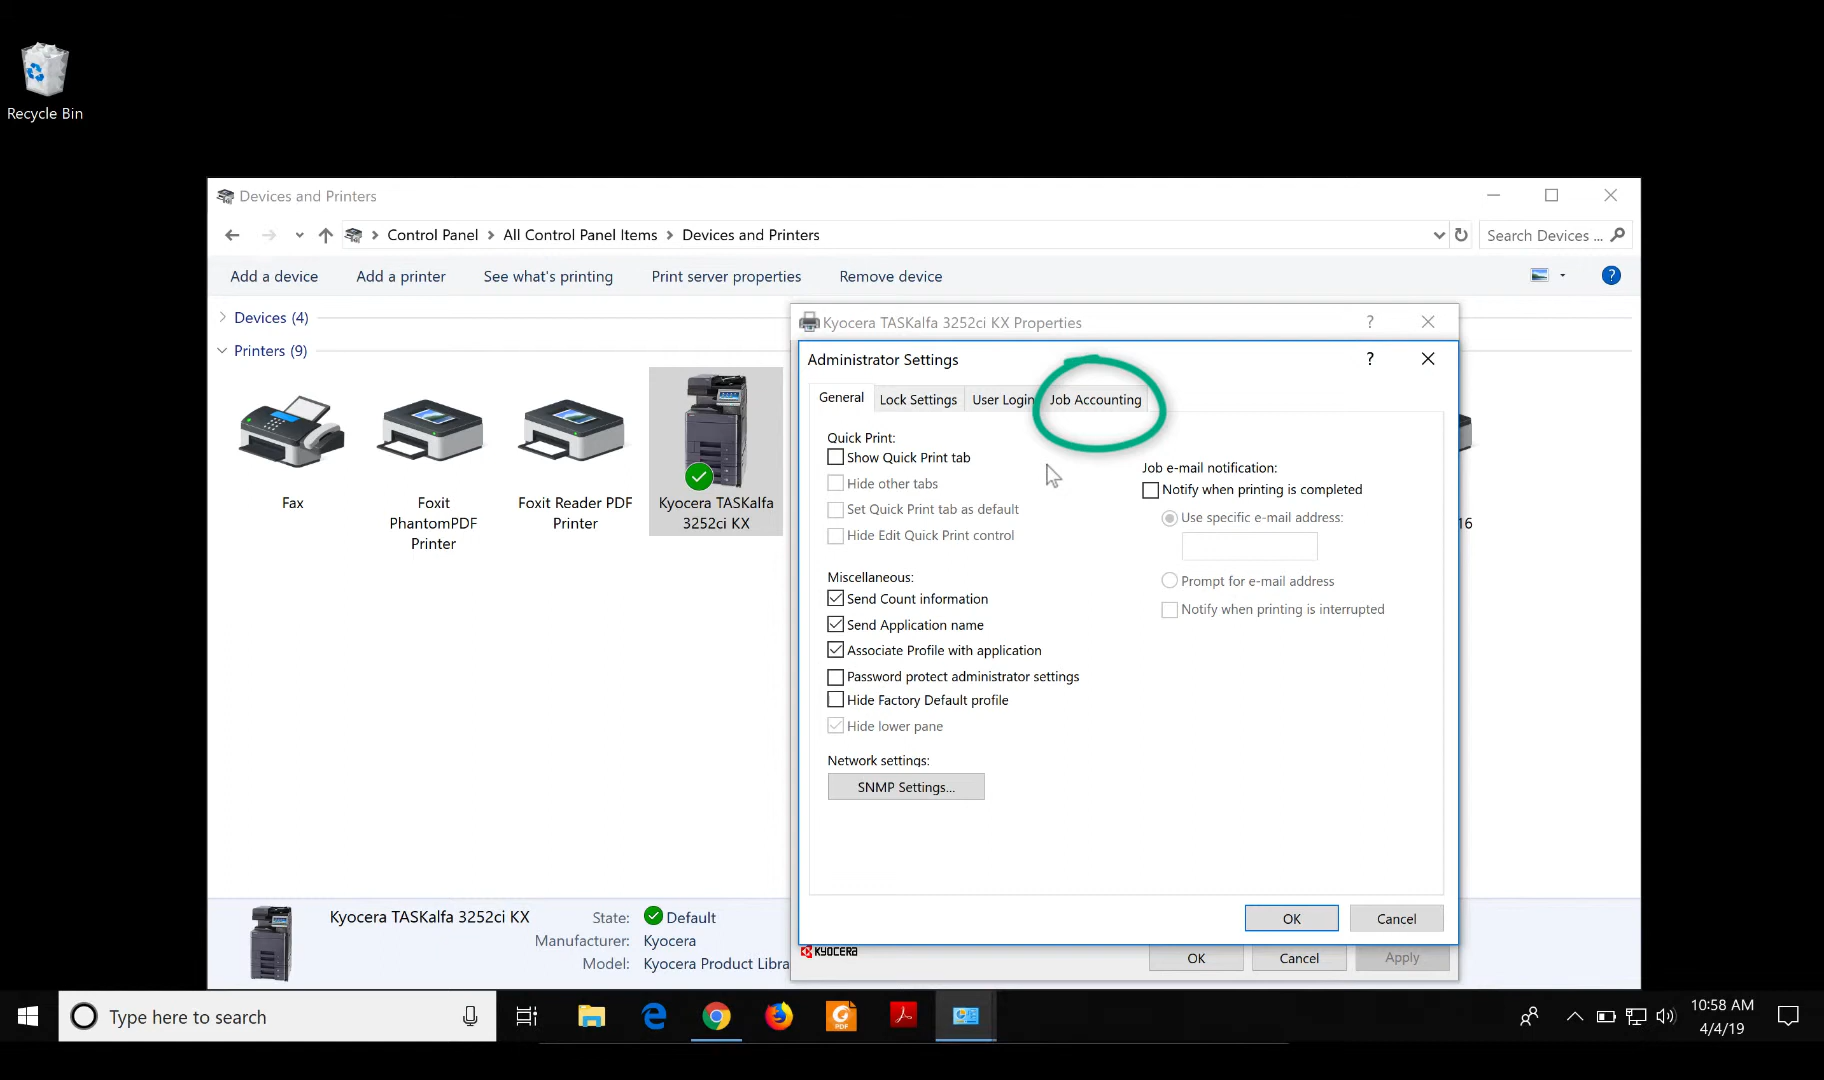 Recycle Bin
Devices and Printers
Control Panel All Control Panel Items Devices and Printers
Search Devices ...
Add a device Add a printer See what's printing Print server properties Remove device
?
Devices (4)
Printers (9)
Fax
Foxit PhantomPDF Printer
Foxit Reader PDF Printer
Kyocera TASKalfa 3252ci KX
16
Kyocera TASKalfa 3252ci KX Properties
?
Administrator Settings
?
General Lock Settings User Login Job Accounting
Quick Print:
Show Quick Print tab
Hide other tabs
Set Quick Print tab as default
Hide Edit Quick Print control
Miscellaneous:
Send Count information
Send Application name
Associate Profile with application
Password protect administrator settings
Hide Factory Default profile
Hide lower pane
Network settings:
SNMP Settings...
Job e-mail notification:
Notify when printing is completed
Use specific e-mail address:
Prompt for e-mail address
Notify when printing is interrupted
OK Cancel
KYOCERA
OK Cancel Apply
Kyocera TASKalfa 3252ci KX State: Default
Manufacturer: Kyocera
Model: Kyocera Product Libra
Type here to search
PDF
10:58 AM
4/4/19